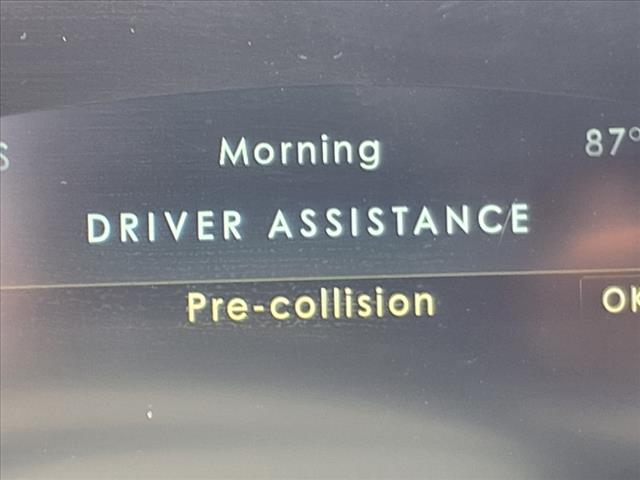 S Morning 87°
DRIVER ASSISTANCE
Pre-collision OK